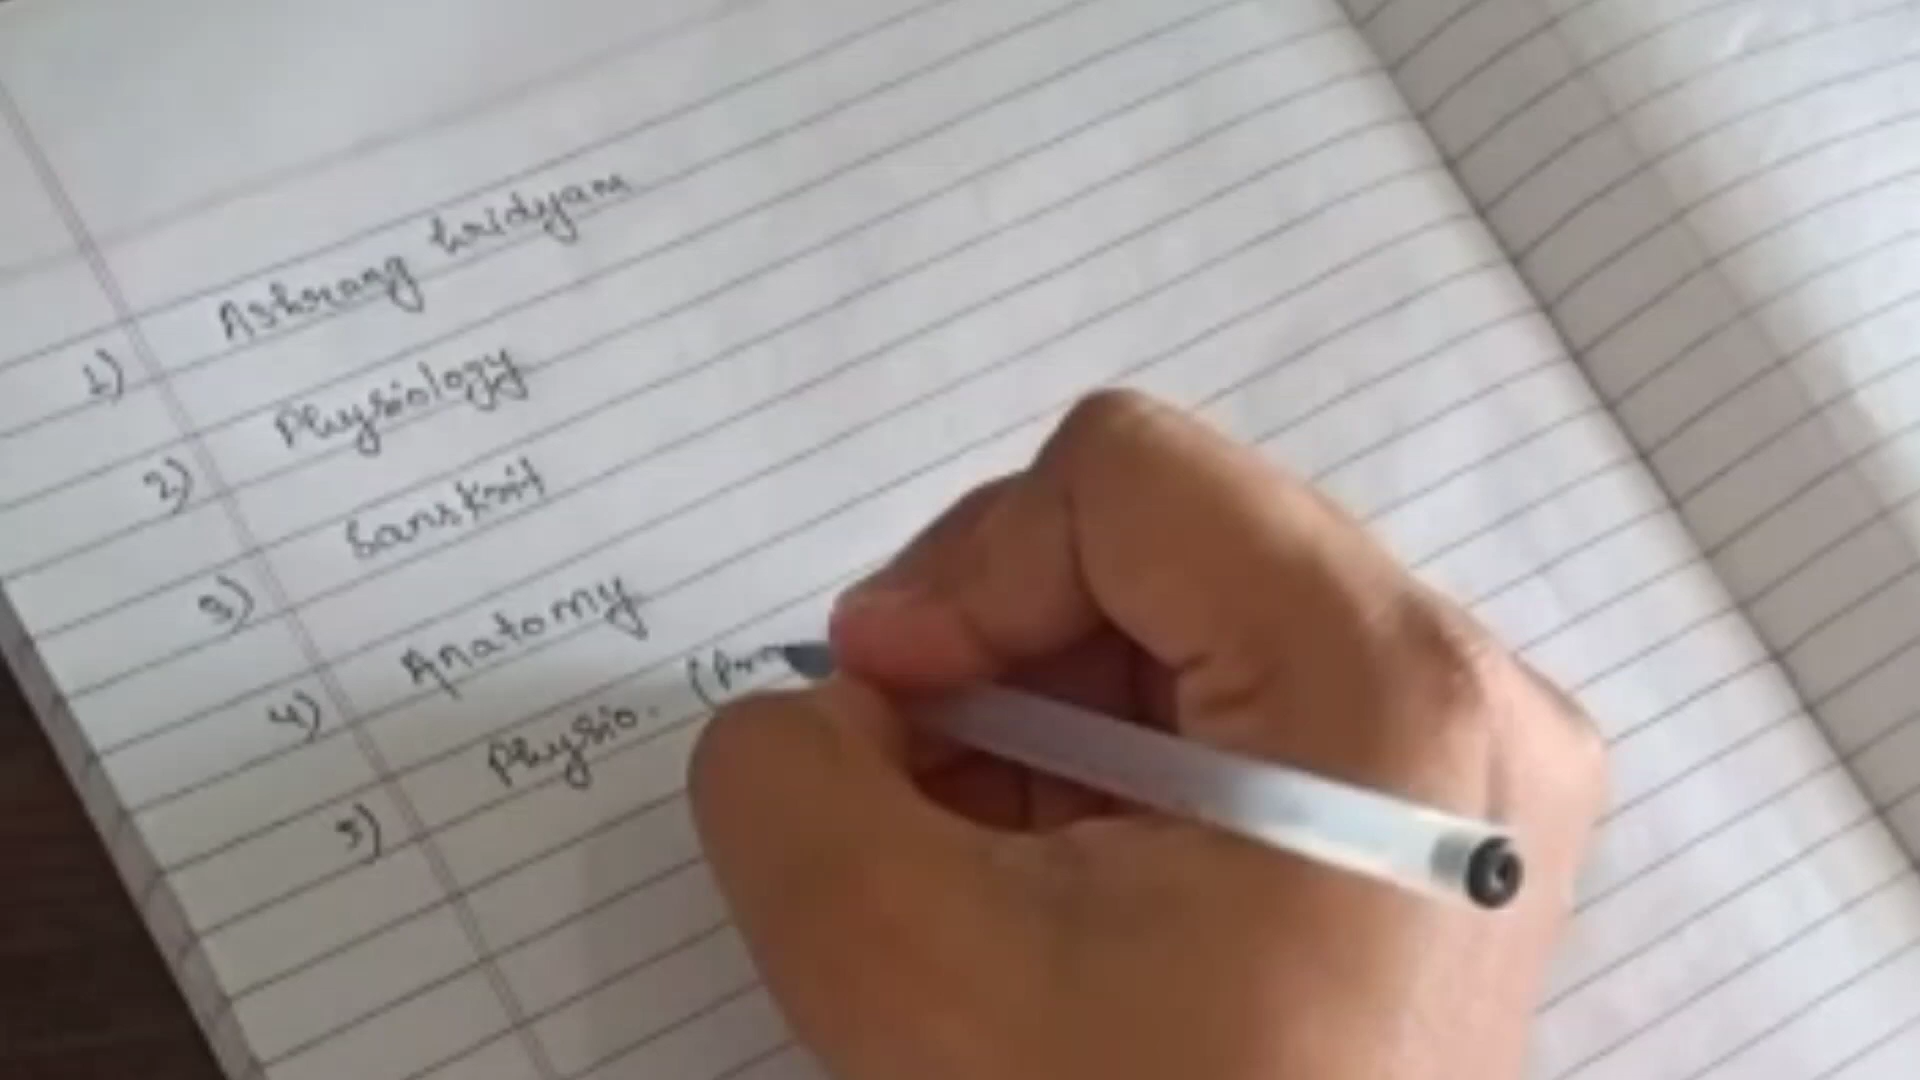 1) Ashtang hridyam
2) Physiology
3) Sanskrit
4) Anatomy
5) Physio. (